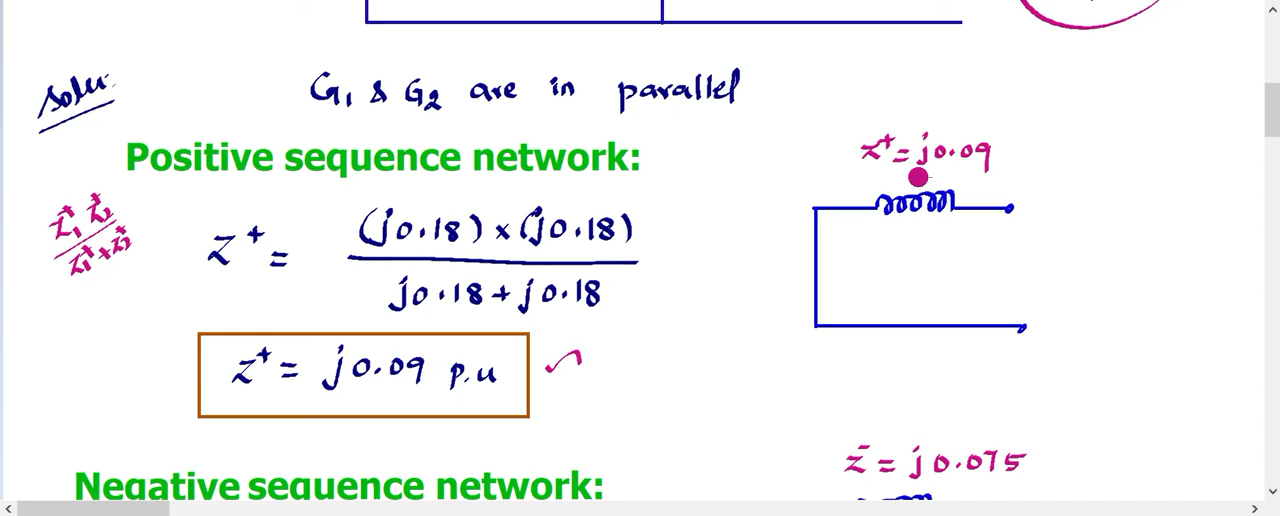 Solu:
G1 & G2 are in parallel
Positive sequence network:
z+ = j0.09
Z1+ Z2+ / Z1+ + Z2+
Z+ = (j0.18) x (j0.18) / j0.18 + j0.18
z+ = j0.09 p.u
z- = j0.075
Negative sequence network: